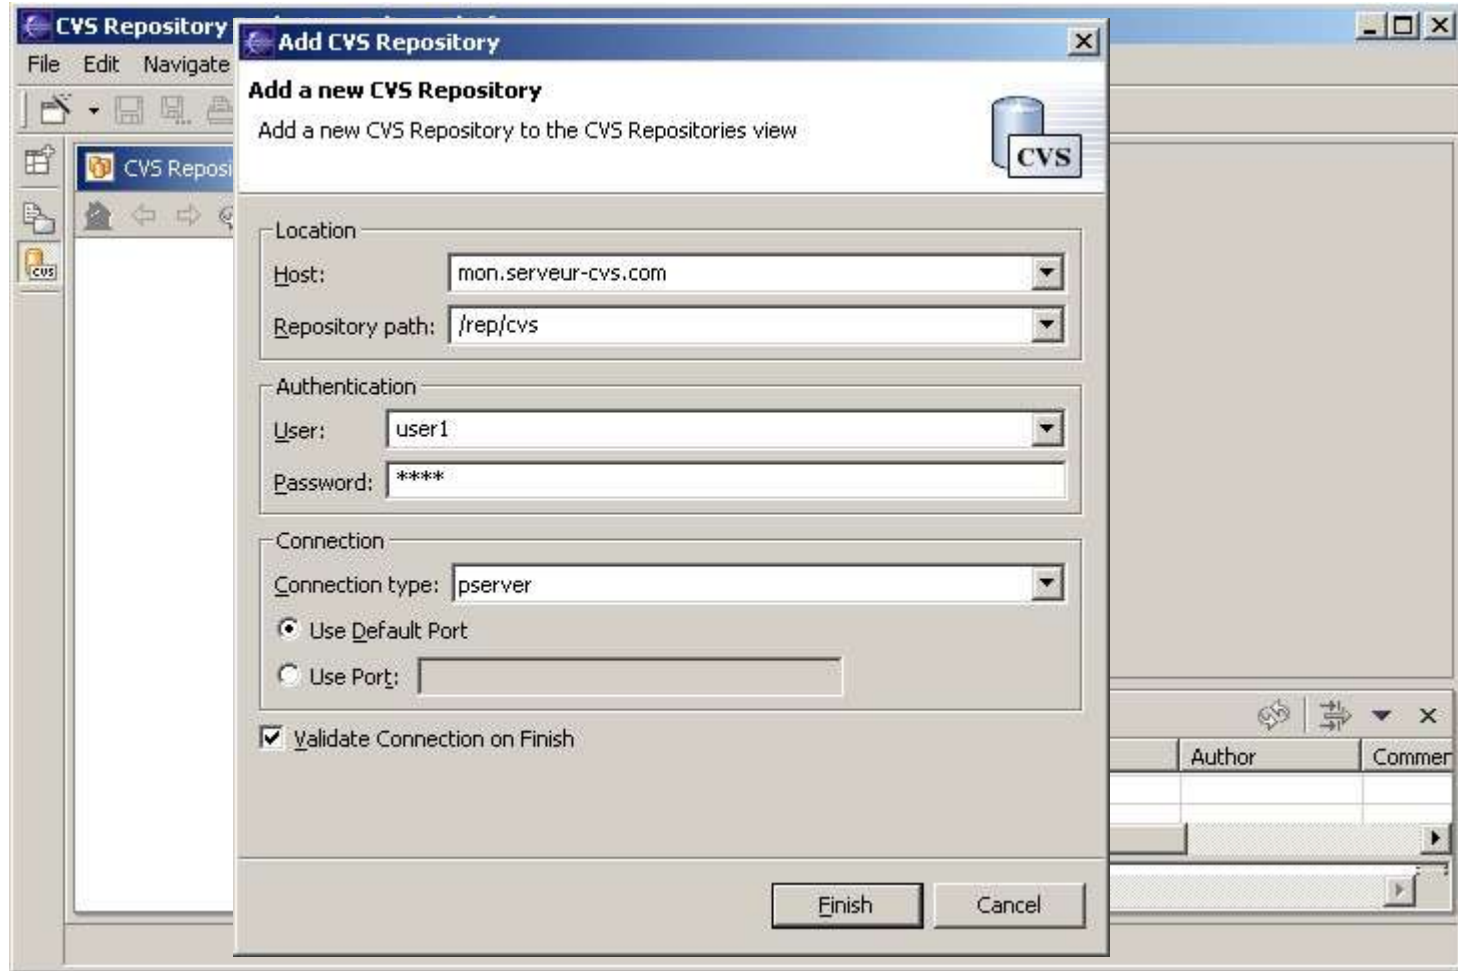 CVS Repository
Add CVS Repository
File Edit Navigate
Add a new CVS Repository
Add a new CVS Repository to the CVS Repositories view
CVS
CVS Reposi
cvs
Location
Host: mon.serveur-cvs.com
Repository path: /rep/cvs
Authentication
User: user1
Password: ****
Connection
Connection type: pserver
Use Default Port
Use Port:
Validate Connection on Finish
Author Commen
Finish Cancel